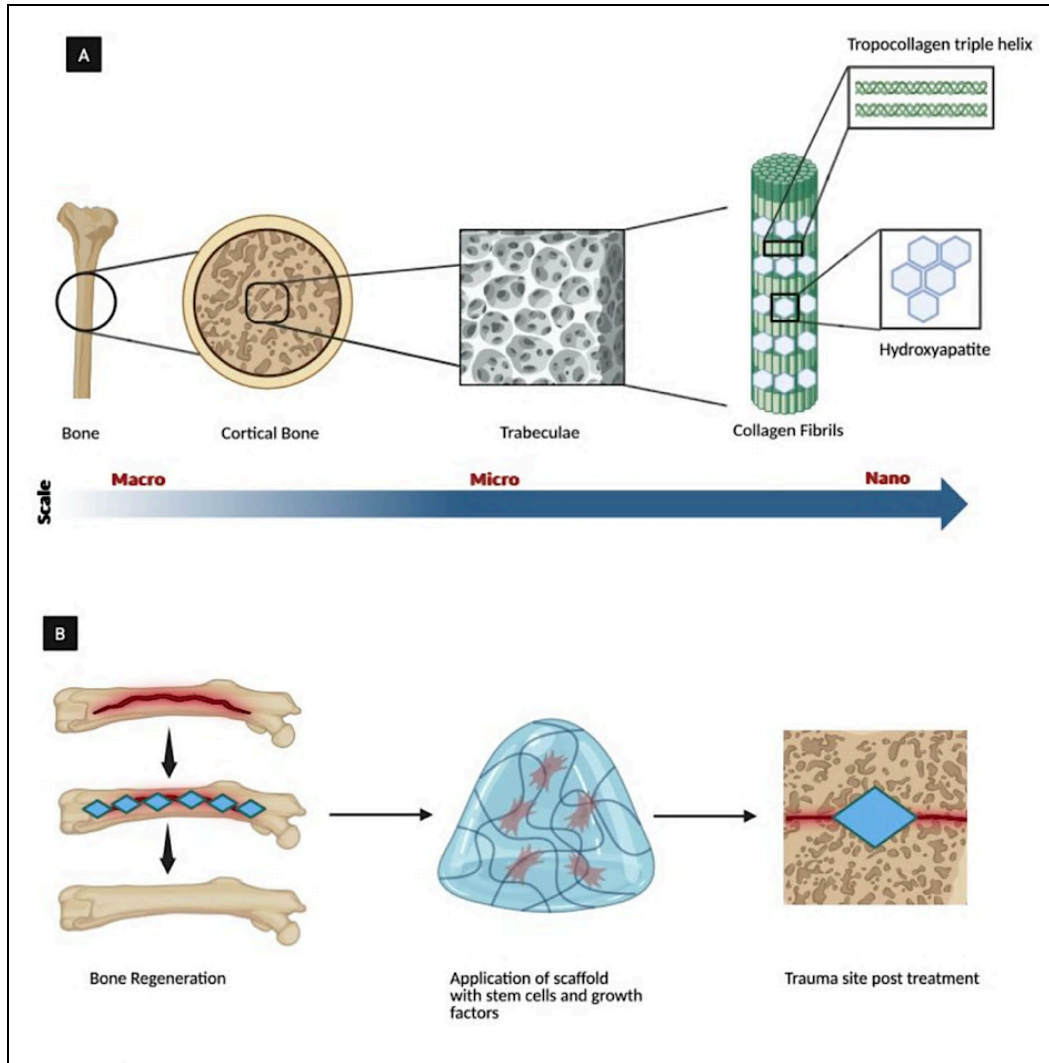 A
Tropocollagen triple helix
Hydroxyapatite
Bone
Cortical Bone
Trabeculae
Collagen Fibrils
Scale
Macro
Micro
Nano
B
Bone Regeneration
Application of scaffold
with stem cells and growth
factors
Trauma site post treatment